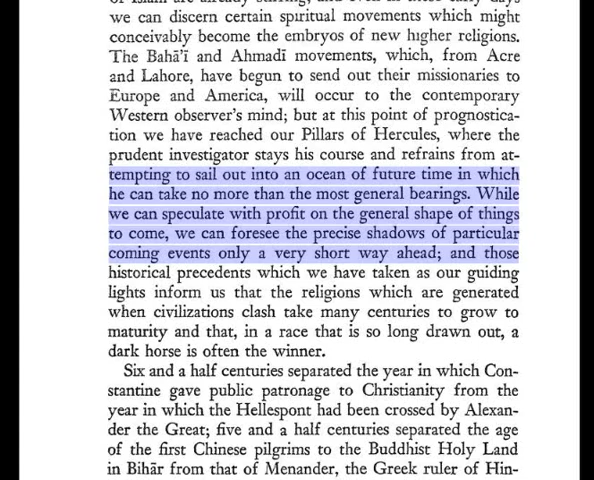 of Islam are already stirring, and even in these early days
we can discern certain spiritual movements which might
conceivably become the embryos of new higher religions.
The Bahā'ī and Ahmadī movements, which, from Acre
and Lahore, have begun to send out their missionaries to
Europe and America, will occur to the contemporary
Western observer's mind; but at this point of prognostica-
tion we have reached our Pillars of Hercules, where the
prudent investigator stays his course and refrains from at-
tempting to sail out into an ocean of future time in which
he can take no more than the most general bearings. While
we can speculate with profit on the general shape of things
to come, we can foresee the precise shadows of particular
coming events only a very short way ahead; and those
historical precedents which we have taken as our guiding
lights inform us that the religions which are generated
when civilizations clash take many centuries to grow to
maturity and that, in a race that is so long drawn out, a
dark horse is often the winner.
Six and a half centuries separated the year in which Con-
stantine gave public patronage to Christianity from the
year in which the Hellespont had been crossed by Alexan-
der the Great; five and a half centuries separated the age
of the first Chinese pilgrims to the Buddhist Holy Land
in Bihār from that of Menander, the Greek ruler of Hin-